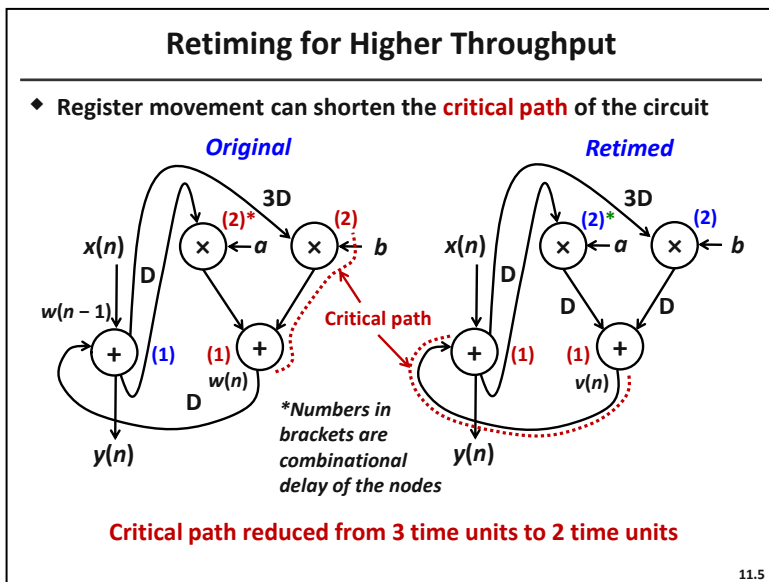 Retiming for Higher Throughput
◆ Register movement can shorten the critical path of the circuit
Original
3D
(2)*
(2)
×
×
a
b
x(n)
D
w(n − 1)
+
(1)
(1)
+
w(n)
D
y(n)
Critical path
*Numbers in
brackets are
combinational
delay of the nodes
Retimed
3D
(2)*
(2)
×
×
a
b
x(n)
D
D
D
+
(1)
(1)
+
v(n)
y(n)
Critical path reduced from 3 time units to 2 time units
11.5